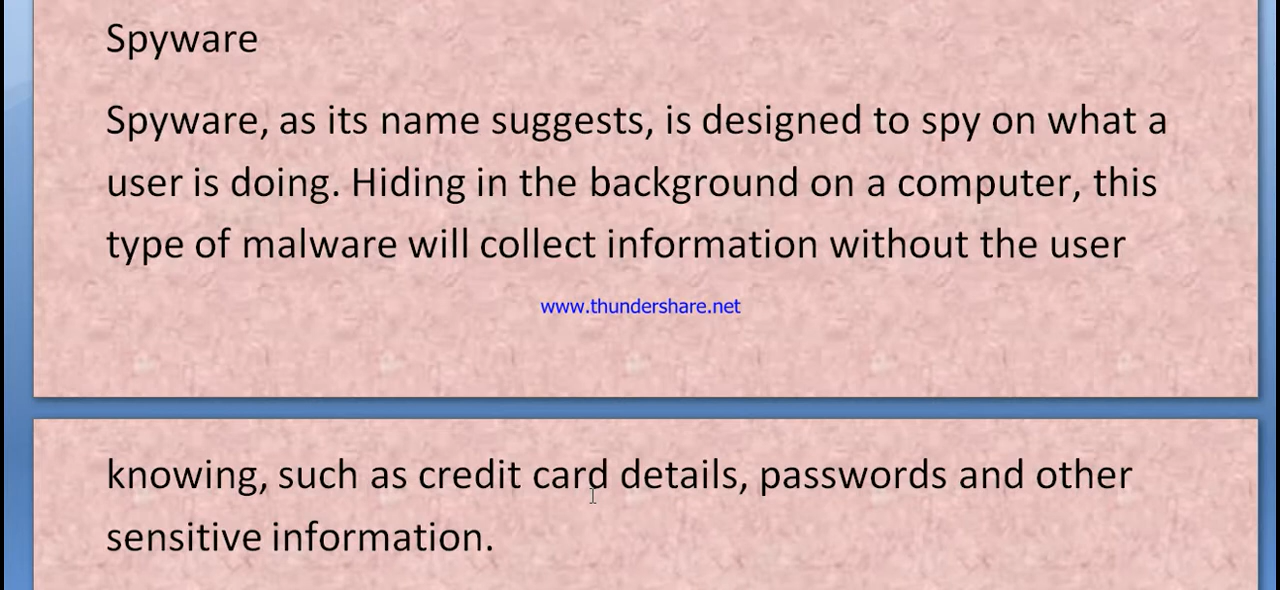 Spyware
Spyware, as its name suggests, is designed to spy on what a
user is doing. Hiding in the background on a computer, this
type of malware will collect information without the user
www.thundershare.net
knowing, such as credit card details, passwords and other
sensitive information.